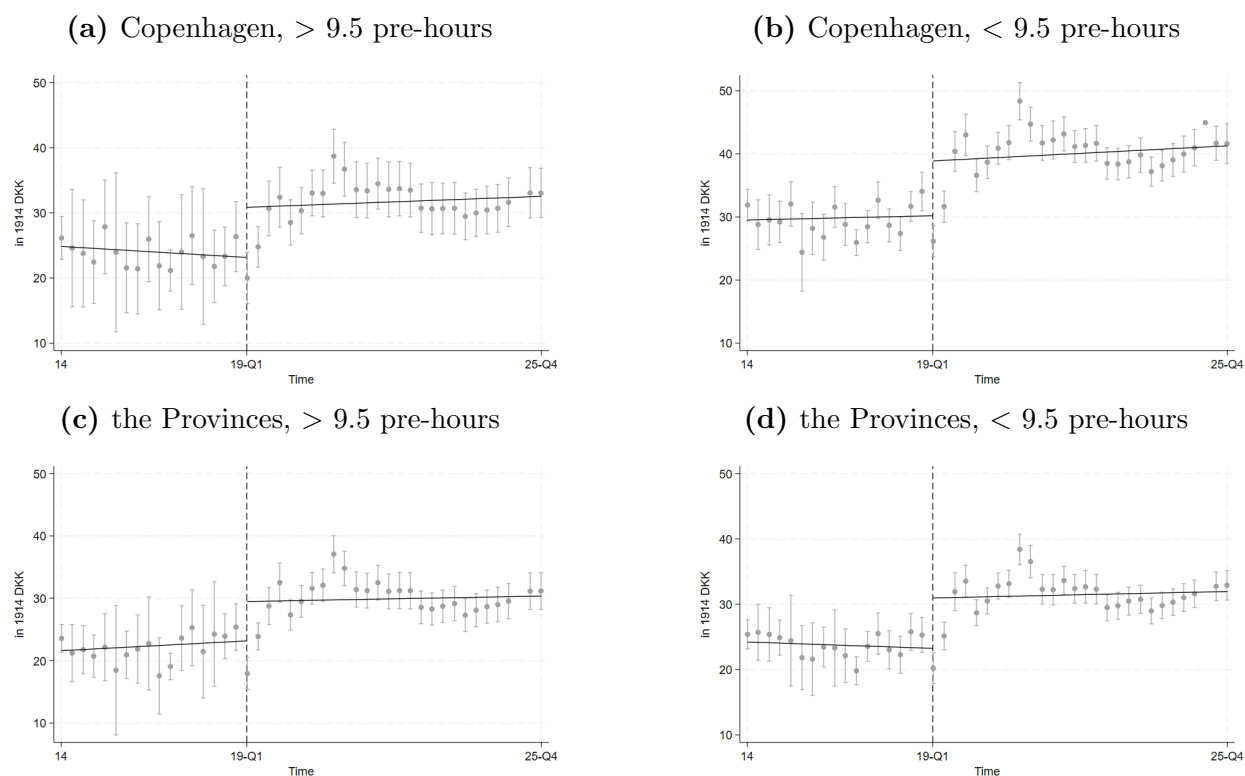 (a) Copenhagen, > 9.5 pre-hours
50
40
30
20
10
in 1914 DKK
14
19-Q1
25-Q4
Time
(b) Copenhagen, < 9.5 pre-hours
50
40
30
20
10
in 1914 DKK
14
19-Q1
25-Q4
Time
(c) the Provinces, > 9.5 pre-hours
50
40
30
20
10
in 1914 DKK
14
19-Q1
25-Q4
Time
(d) the Provinces, < 9.5 pre-hours
50
40
30
20
10
in 1914 DKK
14
19-Q1
25-Q4
Time